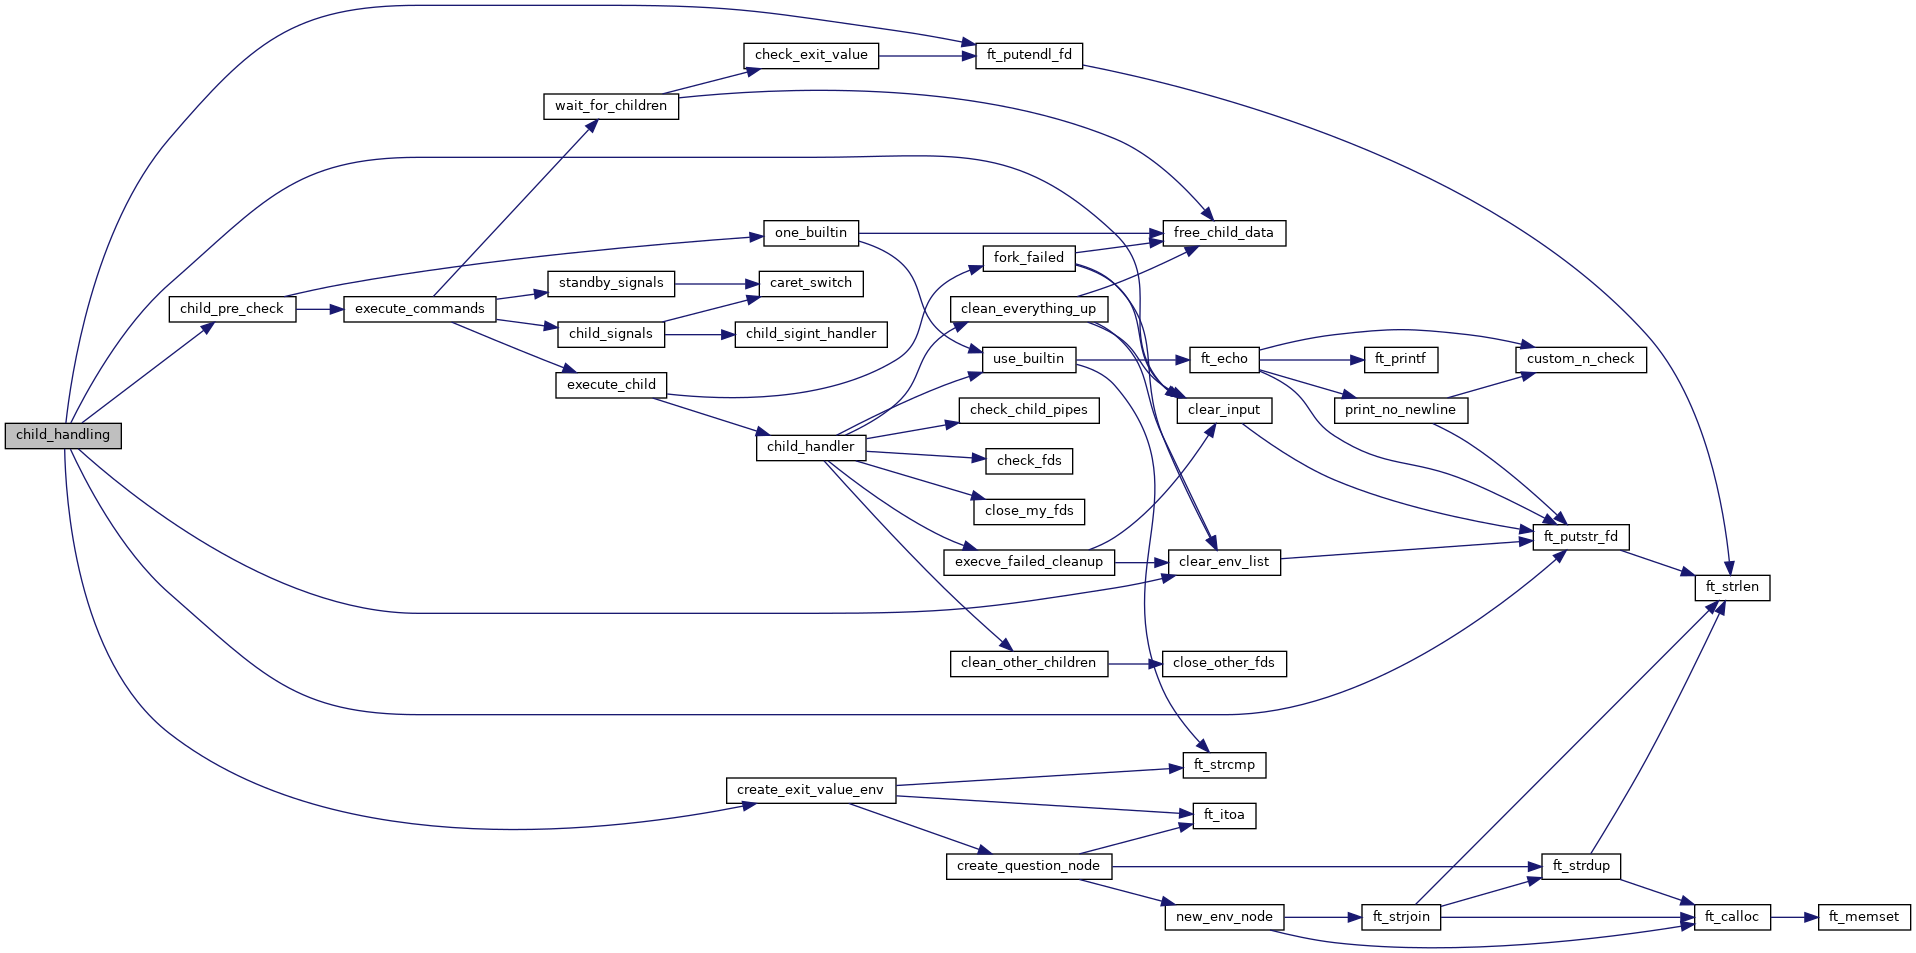 check_exit_value
ft_putendl_fd
wait_for_children
one_builtin
free_child_data
fork_failed
standby_signals
caret_switch
child_pre_check
execute_commands
clean_everything_up
child_signals
child_sigint_handler
use_builtin
ft_echo
ft_printf
custom_n_check
execute_child
check_child_pipes
clear_input
print_no_newline
child_handling
child_handler
check_fds
close_my_fds
ft_putstr_fd
execve_failed_cleanup
clear_env_list
ft_strlen
clean_other_children
close_other_fds
ft_strcmp
create_exit_value_env
ft_itoa
create_question_node
ft_strdup
new_env_node
ft_strjoin
ft_calloc
ft_memset